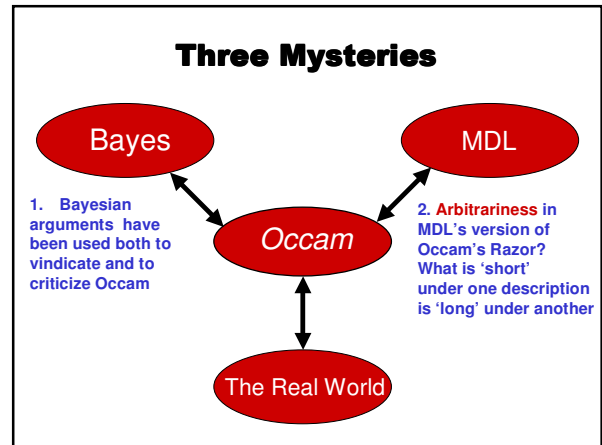 Three Mysteries
Bayes
MDL
1. Bayesian
arguments have
been used both to
vindicate and to
criticize Occam
Occam
2. Arbitrariness in
MDL's version of
Occam's Razor?
What is 'short'
under one description
is 'long' under another
The Real World